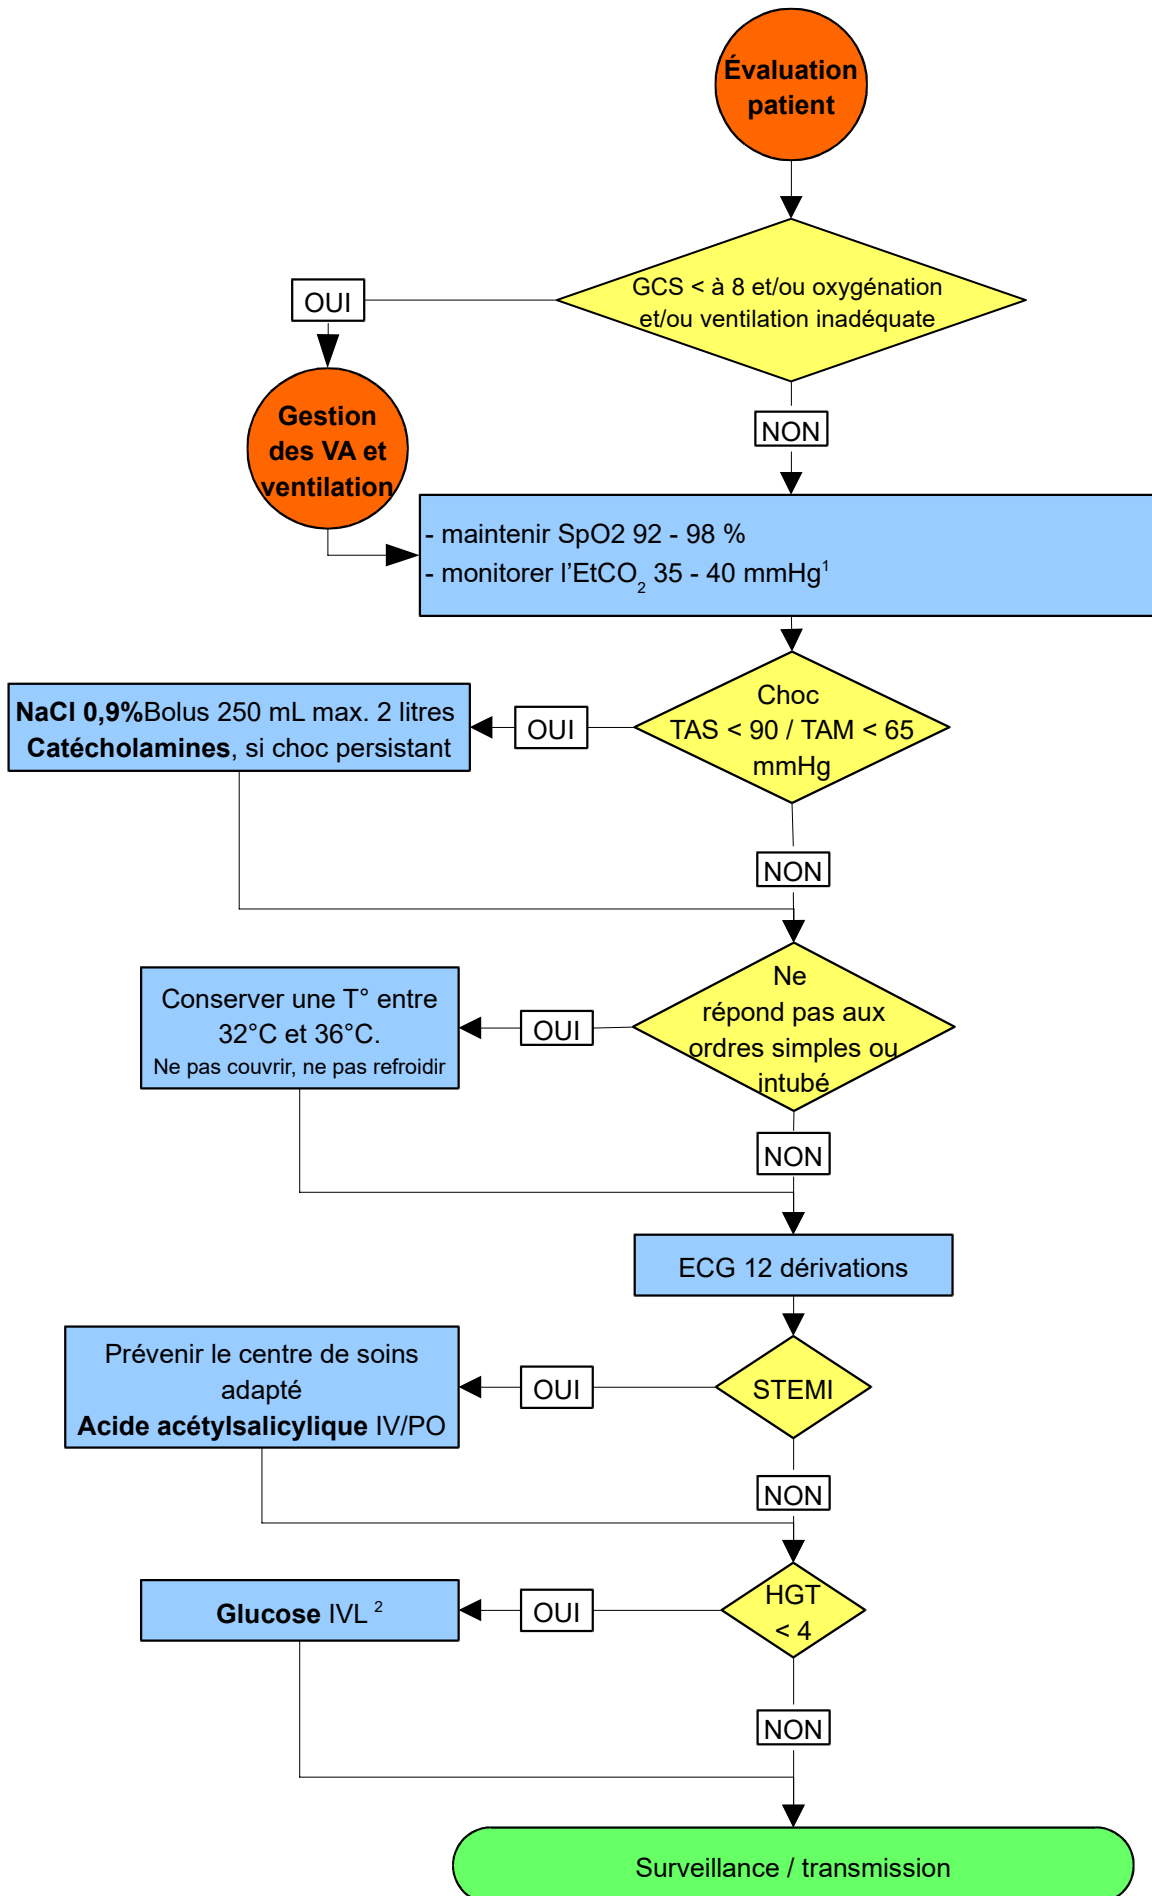 Évaluation
patient
GCS < à 8 et/ou oxygénation
et/ou ventilation inadéquate
OUI
Gestion
des VA et
ventilation
NON
- maintenir SpO2 92 - 98 %
- monitorer l'EtCO2 35 - 40 mmHg1
Choc
TAS < 90 / TAM < 65
mmHg
OUI
NaCl 0,9%Bolus 250 mL max. 2 litres
Catécholamines, si choc persistant
NON
Ne
répond pas aux
ordres simples ou
intubé
OUI
Conserver une T° entre
32°C et 36°C.
Ne pas couvrir, ne pas refroidir
NON
ECG 12 dérivations
STEMI
OUI
Prévenir le centre de soins
adapté
Acide acétylsalicylique IV/PO
NON
HGT
< 4
OUI
Glucose IVL 2
NON
Surveillance / transmission